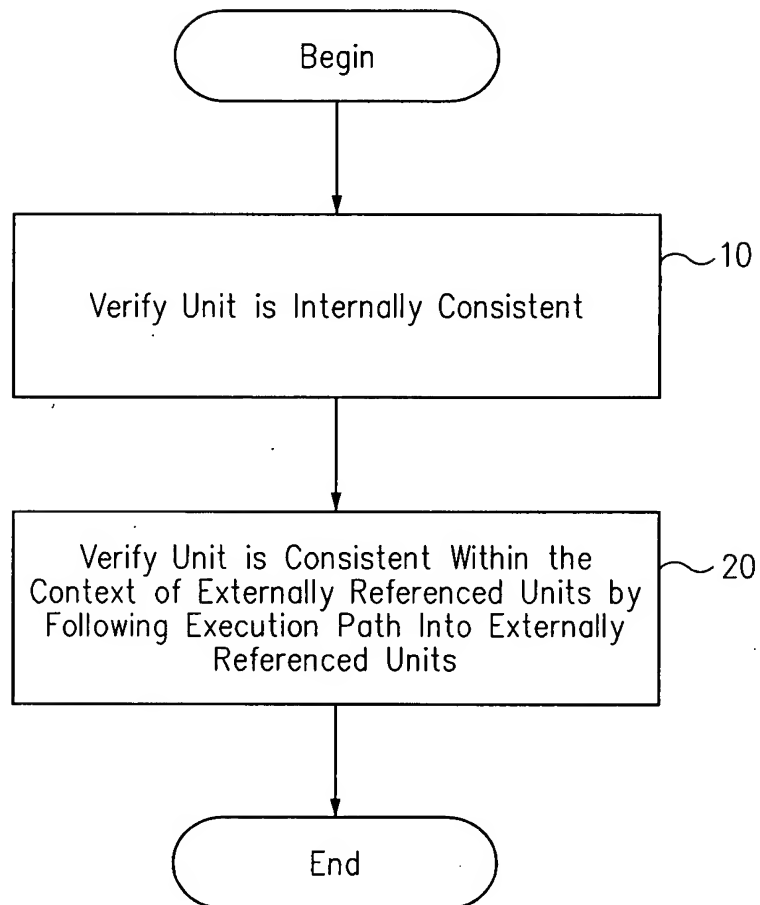 Begin
Verify Unit is Internally Consistent
10
Verify Unit is Consistent Within the
Context of Externally Referenced Units by
Following Execution Path Into Externally
Referenced Units
20
End